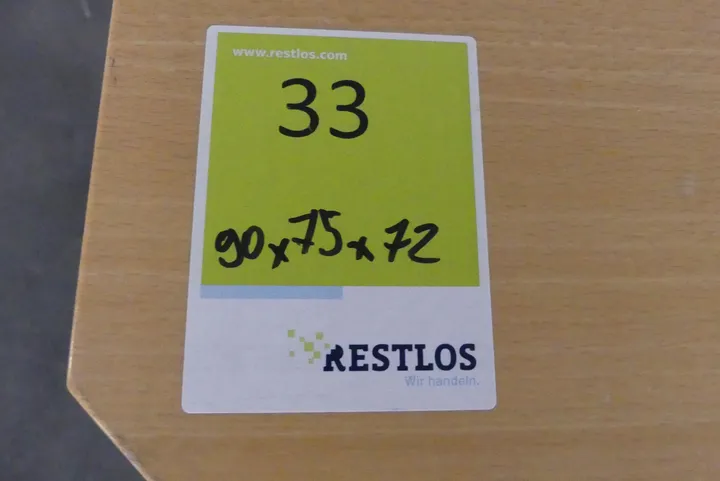 www.restlos.com
33
90x75x72
RESTLOS
Wir handeln.